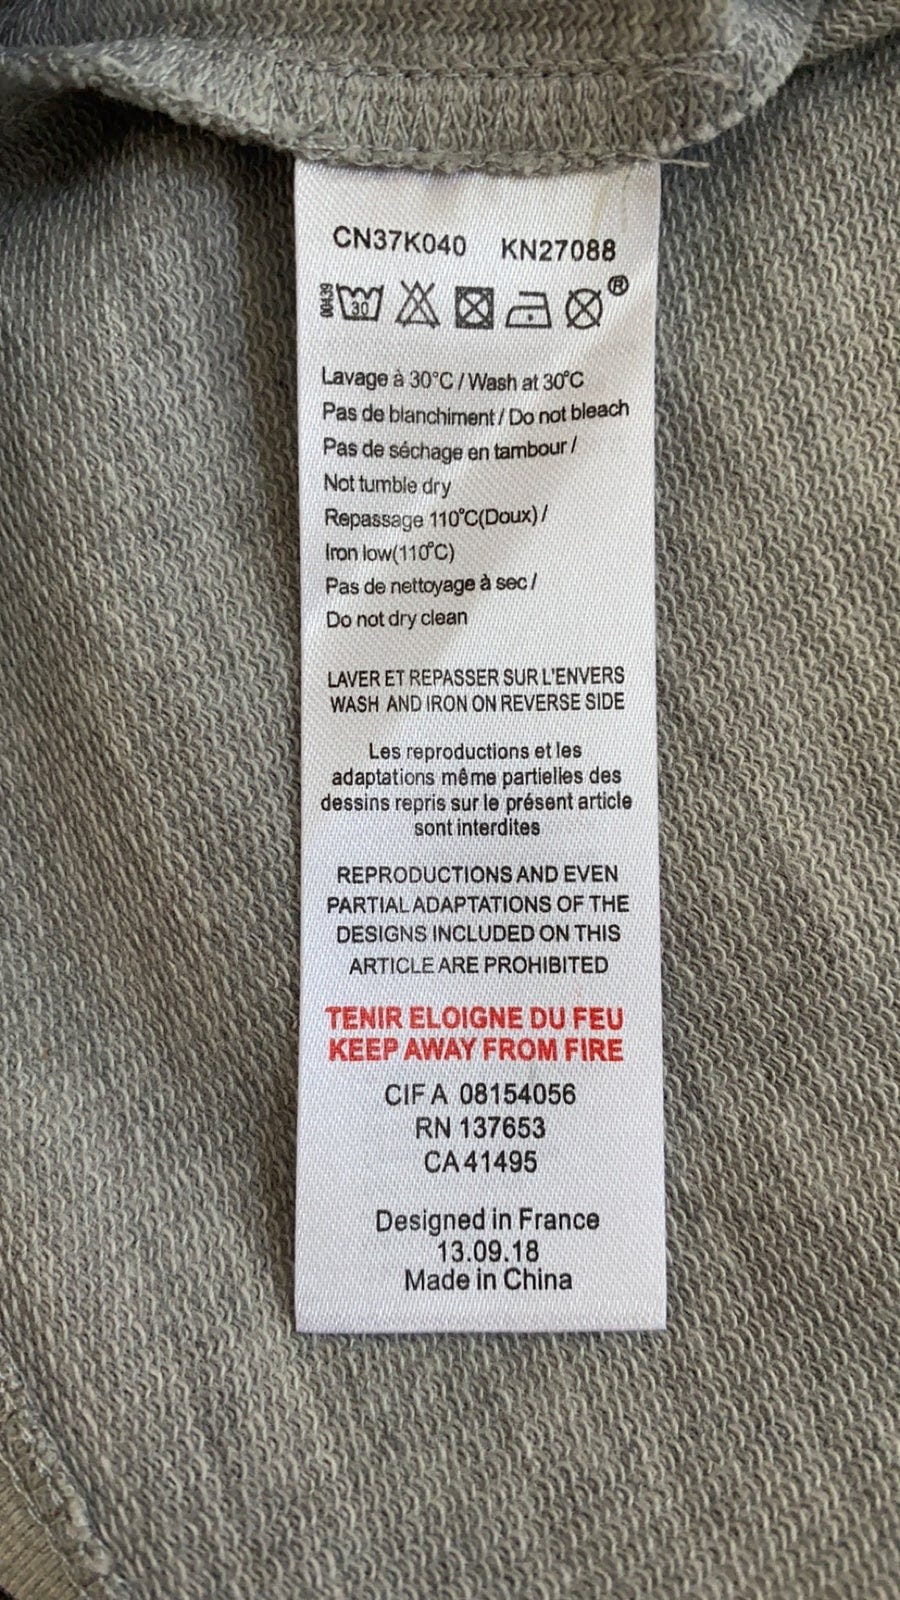 CN37K040 KN27088
00439 30 ®
Lavage à 30°C / Wash at 30°C
Pas de blanchiment / Do not bleach
Pas de séchage en tambour /
Not tumble dry
Repassage 110°C(Doux) /
Iron low(110°C)
Pas de nettoyage à sec /
Do not dry clean
LAVER ET REPASSER SUR L'ENVERS
WASH AND IRON ON REVERSE SIDE
Les reproductions et les
adaptations même partielles des
dessins repris sur le présent article
sont interdites
REPRODUCTIONS AND EVEN
PARTIAL ADAPTATIONS OF THE
DESIGNS INCLUDED ON THIS
ARTICLE ARE PROHIBITED
TENIR ELOIGNE DU FEU
KEEP AWAY FROM FIRE
CIF A 08154056
RN 137653
CA 41495
Designed in France
13.09.18
Made in China